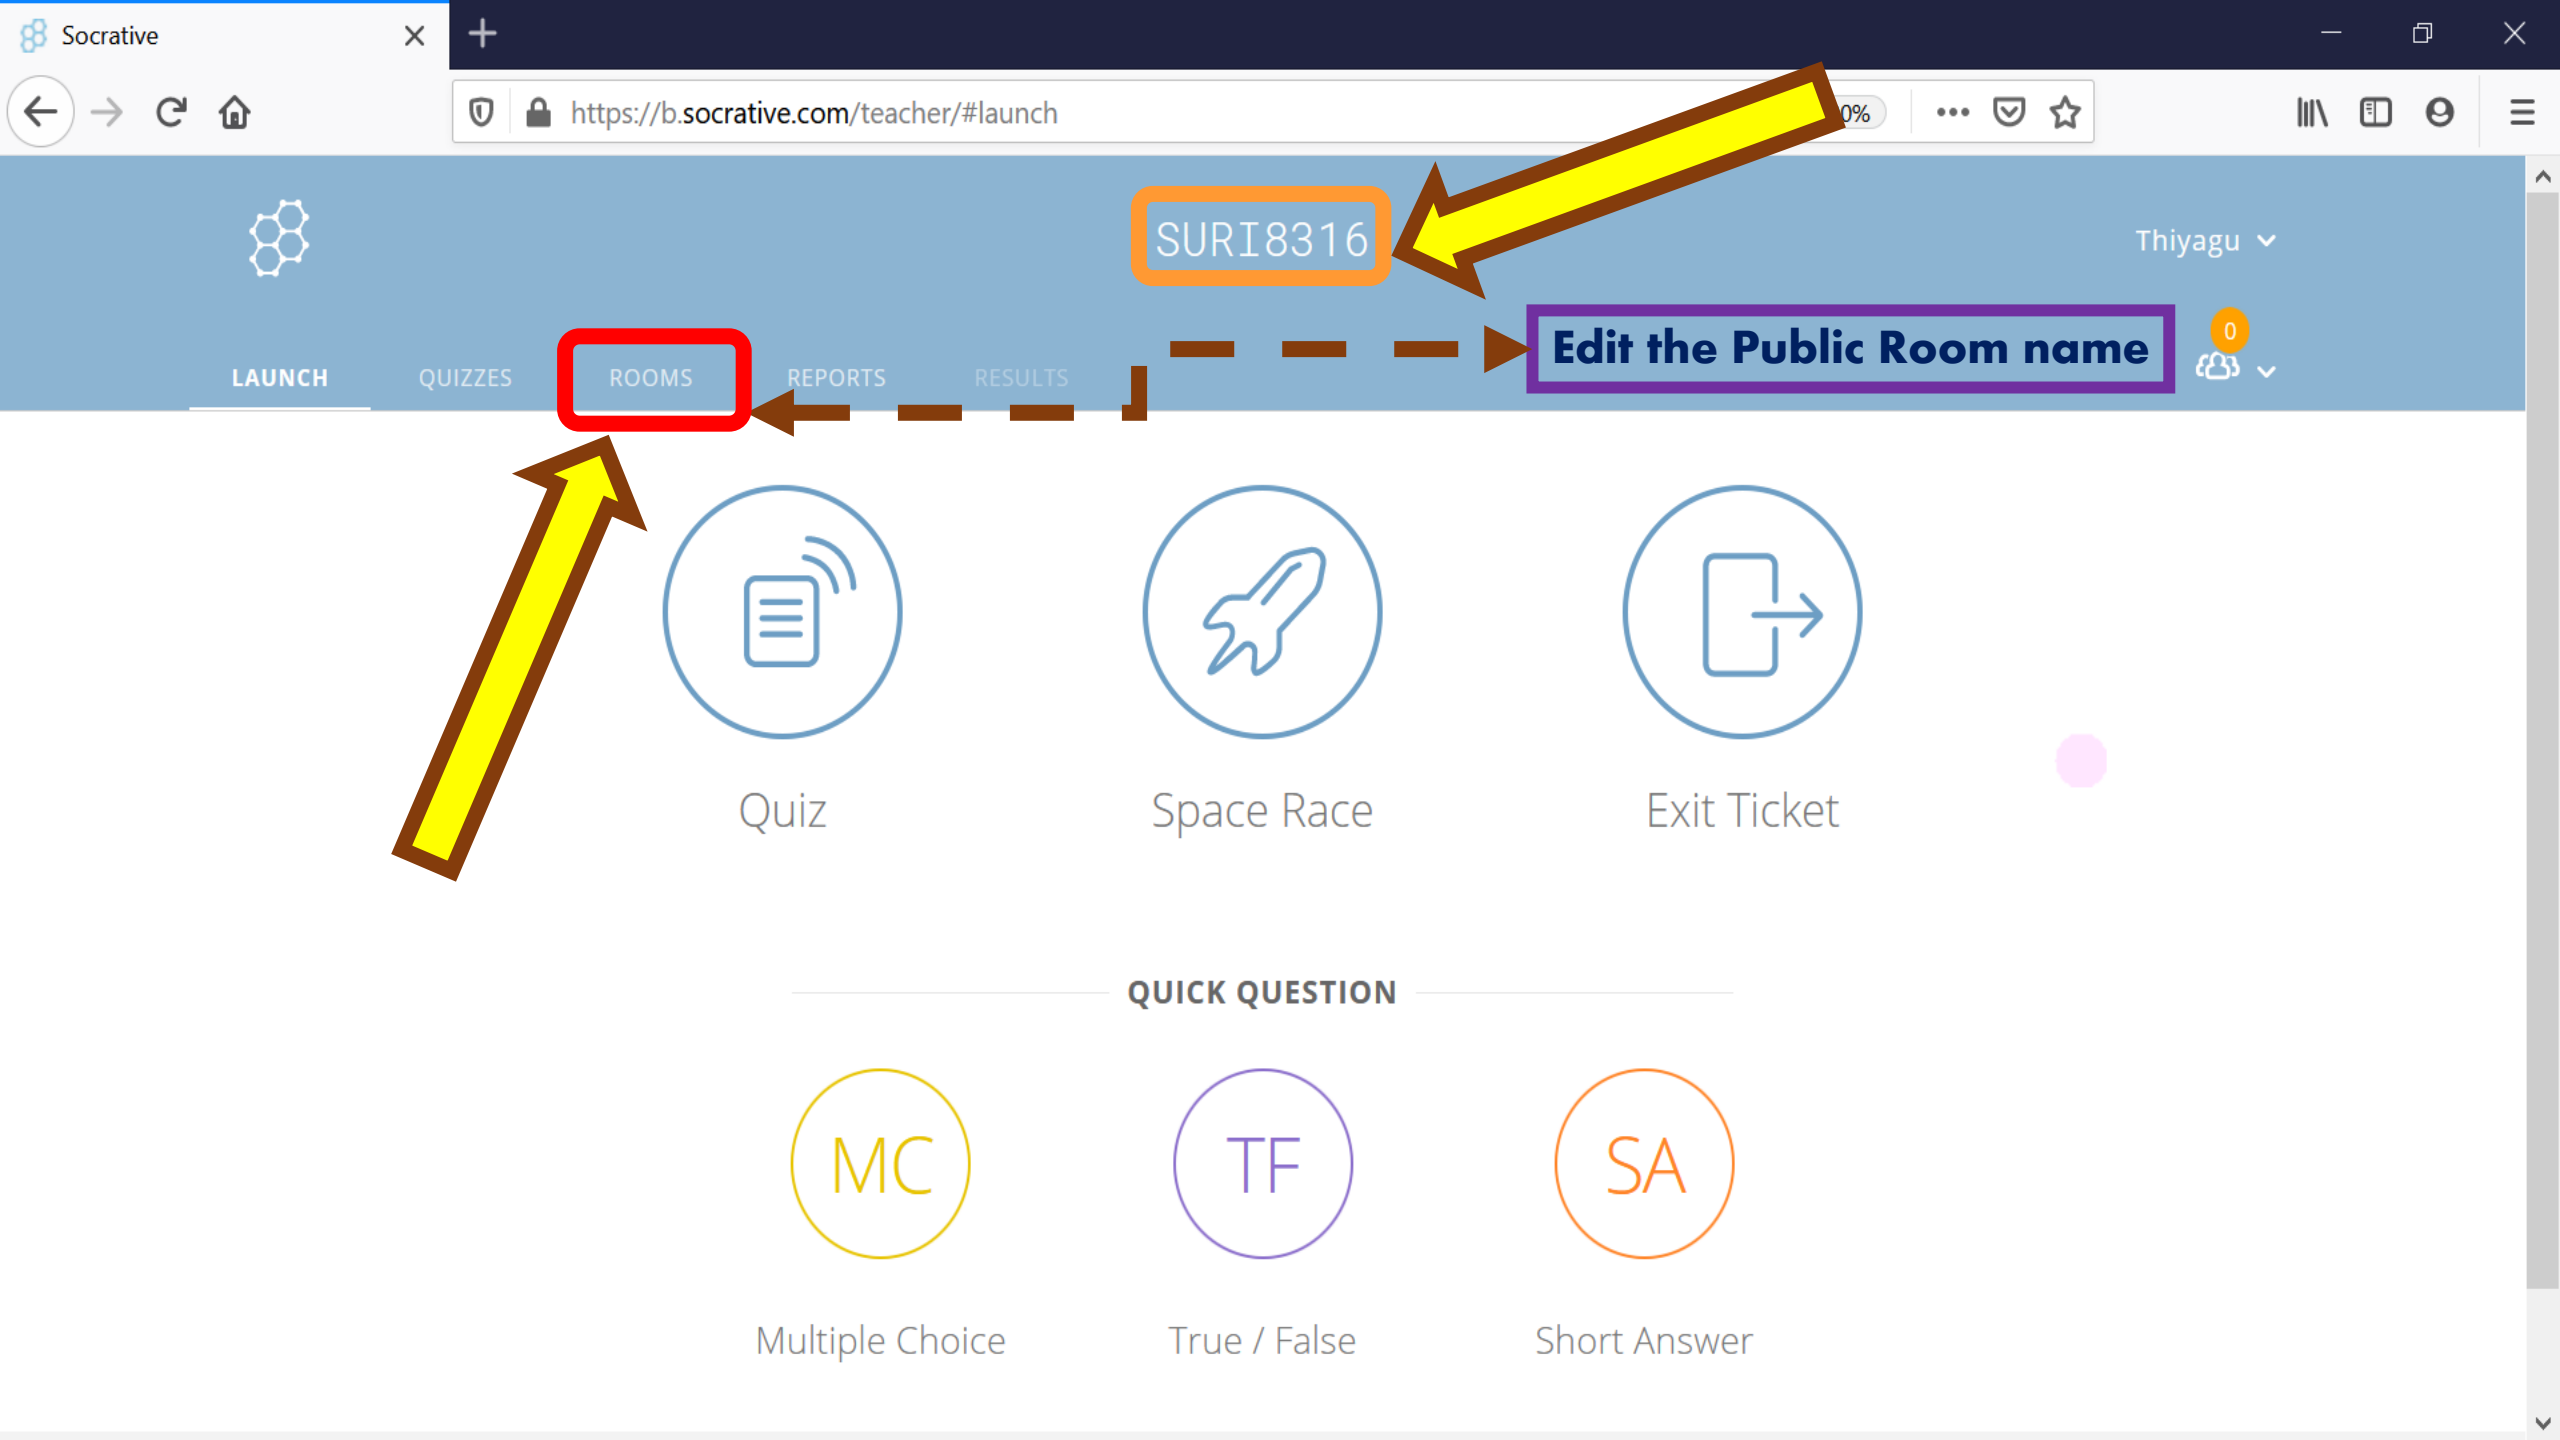 Socrative
https://b.socrative.com/teacher/#launch
0%
SURI8316
Thiyagu
Edit the Public Room name
0
LAUNCH QUIZZES ROOMS REPORTS RESULTS
Quiz Space Race Exit Ticket
QUICK QUESTION
MC TF SA
Multiple Choice True / False Short Answer